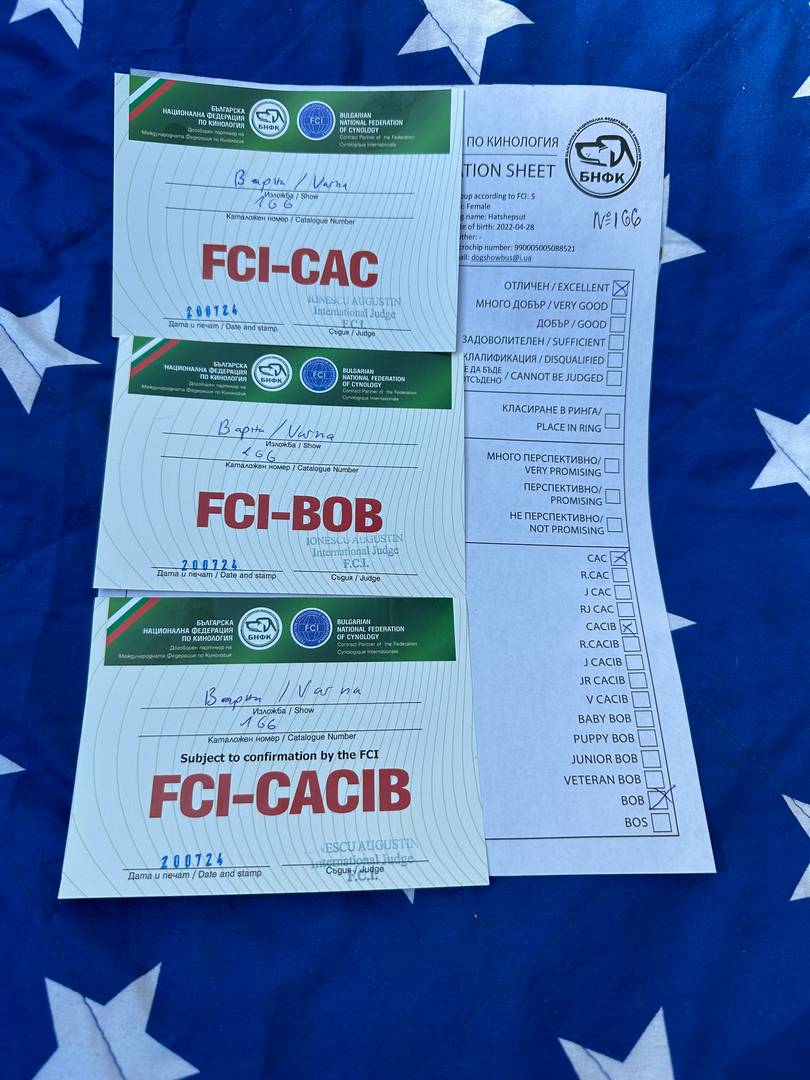 БЪЛГАРСКА
НАЦИОНАЛНА ФЕДЕРАЦИЯ
ПО КИНОЛОГИЯ
Договорен партньор на
Международната Федерация по Кинология
БНФК
FCI
BULGARIAN
NATIONAL FEDERATION
OF CYNOLOGY
Contract Partner of the Federation
Cynologique Internationale
Варна / Varna
Изложба / Show
166
Каталожен номер / Catalogue Number
FCI-CAC
200724
Дата и печат / Date and stamp
IONESCU AUGUSTIN
International Judge
F.C.I.
Съдия / Judge
БЪЛГАРСКА
НАЦИОНАЛНА ФЕДЕРАЦИЯ
ПО КИНОЛОГИЯ
Договорен партньор на
Международната Федерация по Кинология
БНФК
FCI
BULGARIAN
NATIONAL FEDERATION
OF CYNOLOGY
Contract Partner of the Federation
Cynologique Internationale
Варна / Varna
Изложба / Show
166
Каталожен номер / Catalogue Number
FCI-BOB
200724
Дата и печат / Date and stamp
IONESCU AUGUSTIN
International Judge
F.C.I.
Съдия / Judge
БЪЛГАРСКА
НАЦИОНАЛНА ФЕДЕРАЦИЯ
ПО КИНОЛОГИЯ
Договорен партньор на
Международната Федерация по Кинология
БНФК
FCI
BULGARIAN
NATIONAL FEDERATION
OF CYNOLOGY
Contract Partner of the Federation
Cynologique Internationale
Варна / Varna
Изложба / Show
166
Каталожен номер / Catalogue Number
Subject to confirmation by the FCI
FCI-CACIB
200724
Дата и печат / Date and stamp
ESCU AUGUSTIN
International Judge
F.C.I.
Съдия / Judge
ПО КИНОЛОГИЯ
TION SHEET
БНФК
№166
oup according to FCI: 5
: Female
g name: Hatshepsut
te of birth: 2022-04-28
ther: -
crochip number: 990005005088521
ail: dogshowbus@i.ua
ОТЛИЧЕН / EXCELLENT
МНОГО ДОБЪР / VERY GOOD
ДОБЪР / GOOD
ЗАДОВОЛИТЕЛЕН / SUFFICIENT
КЛАЛИФИКАЦИЯ / DISQUALIFIED
Е ДА БЪДЕ
ОТСЪДЕНО / CANNOT BE JUDGED
КЛАСИРАНЕ В РИНГА/
PLACE IN RING
МНОГО ПЕРСПЕКТИВНО/
VERY PROMISING
ПЕРСПЕКТИВНО/
PROMISING
НЕ ПЕРСПЕКТИВНО/
NOT PROMISING
CAC
R.CAC
J CAC
RJ CAC
CACIB
R.CACIB
J CACIB
JR CACIB
V CACIB
BABY BOB
PUPPY BOB
JUNIOR BOB
VETERAN BOB
BOB
BOS